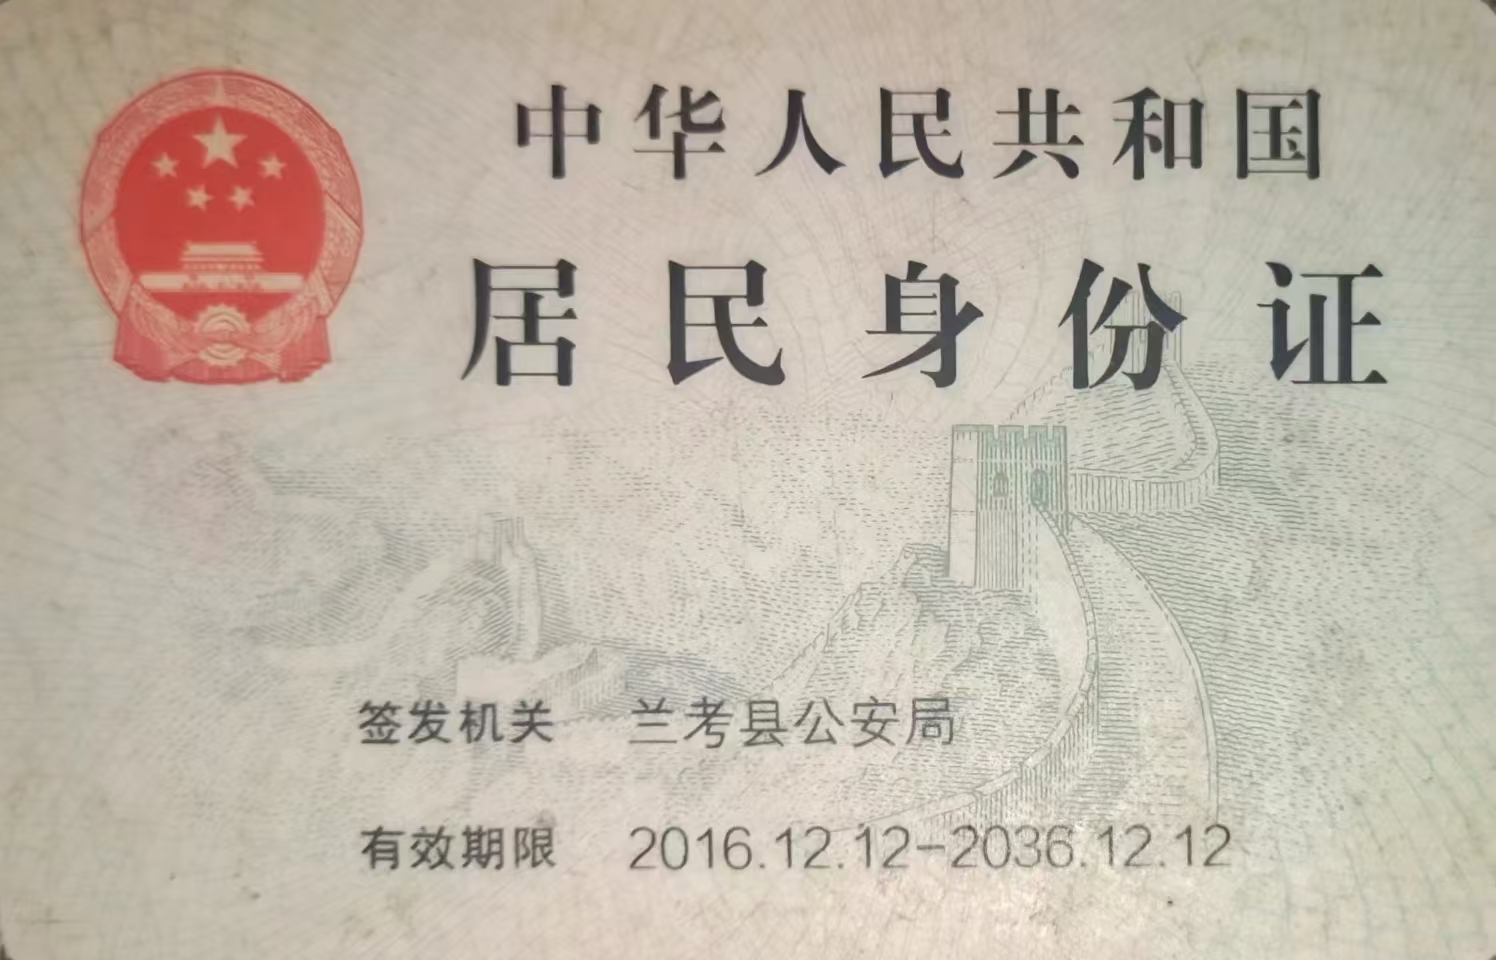 中华人民共和国
居民身份证
签发机关 兰考县公安局
有效期限 2016.12.12-2036.12.12